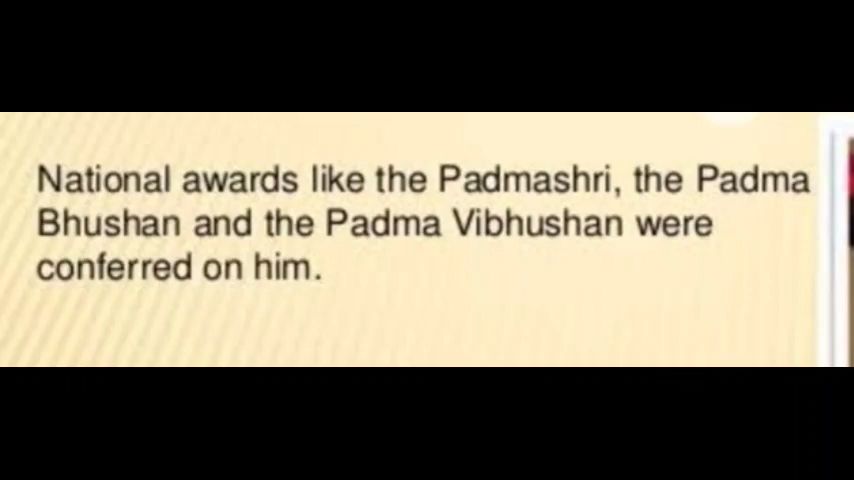 National awards like the Padmashri, the Padma
Bhushan and the Padma Vibhushan were
conferred on him.